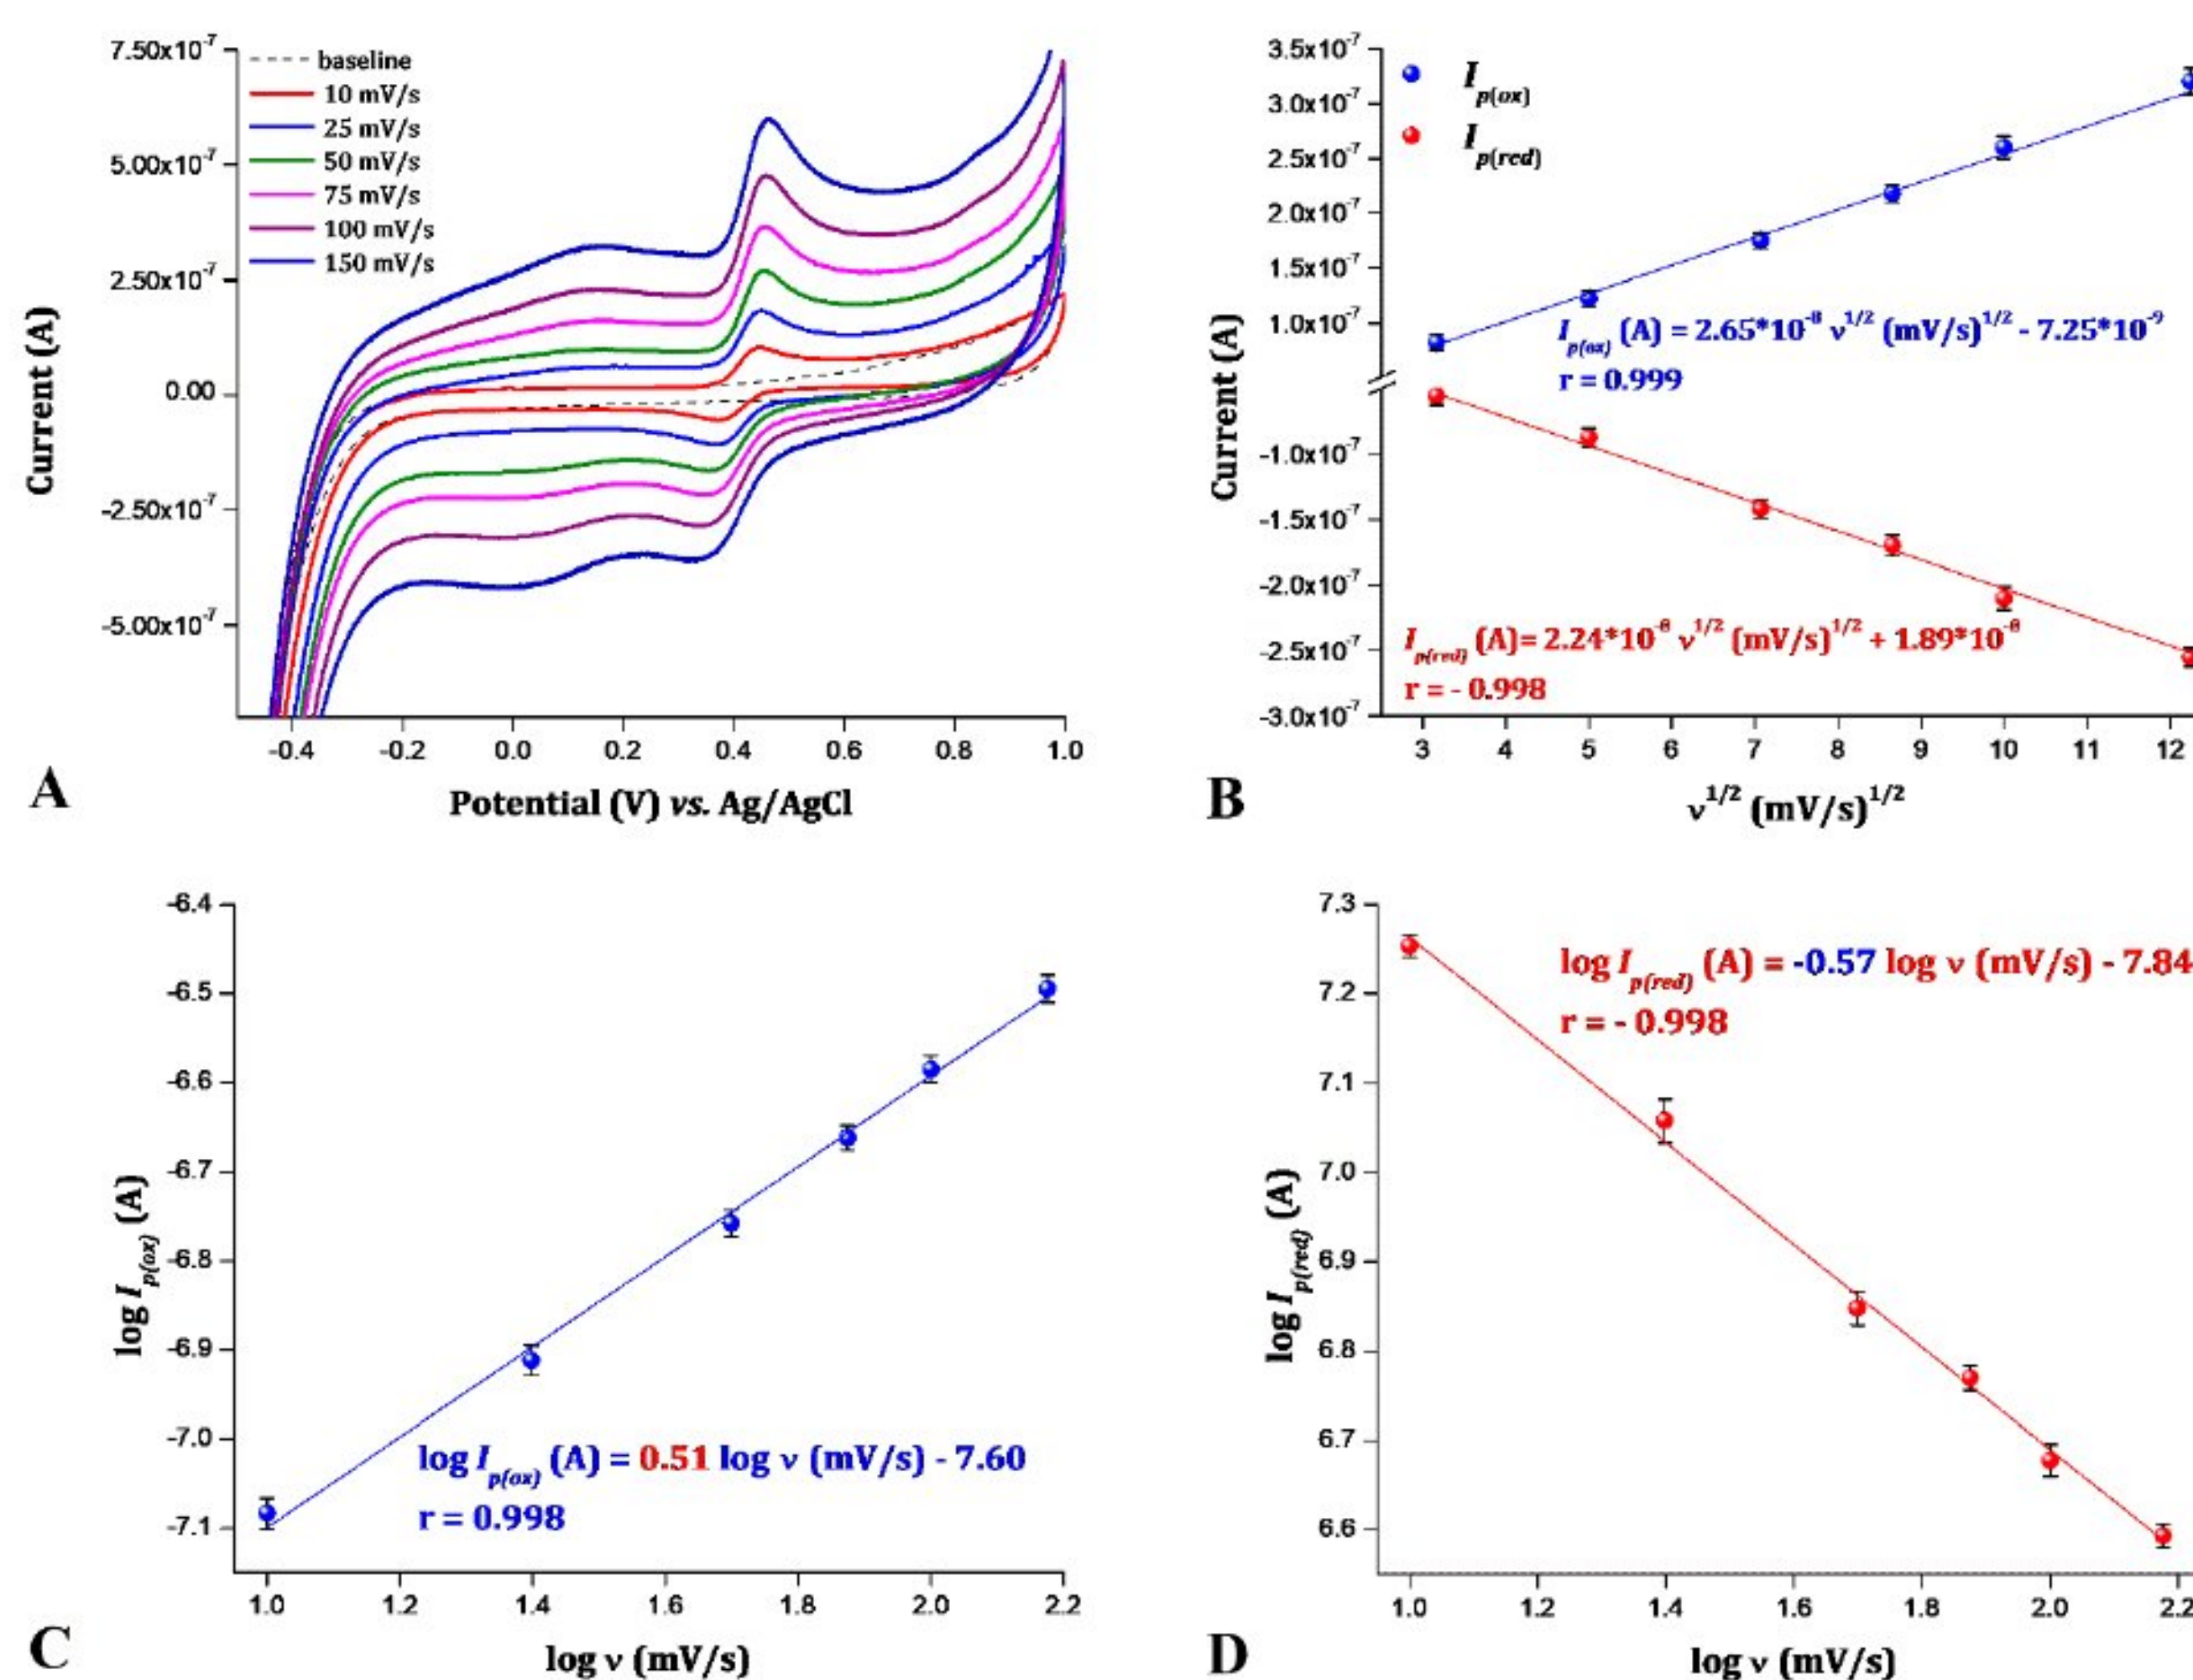 7.50x10⁻⁷
5.00x10⁻⁷
2.50x10⁻⁷
0.00
-2.50x10⁻⁷
-5.00x10⁻⁷
Current (A)
baseline
10 mV/s
25 mV/s
50 mV/s
75 mV/s
100 mV/s
150 mV/s
-0.4 -0.2 0.0 0.2 0.4 0.6 0.8 1.0
Potential (V) vs. Ag/AgCl
A
3.5x10⁻⁷
3.0x10⁻⁷
2.5x10⁻⁷
2.0x10⁻⁷
1.5x10⁻⁷
1.0x10⁻⁷
-1.0x10⁻⁷
-1.5x10⁻⁷
-2.0x10⁻⁷
-2.5x10⁻⁷
-3.0x10⁻⁷
Current (A)
I p(ox)
I p(red)
I p(ox) (A) = 2.65*10⁻⁸ ν^1/2 (mV/s)^1/2 - 7.25*10⁻⁹
r = 0.999
I p(red) (A)= 2.24*10⁻⁸ ν^1/2 (mV/s)^1/2 + 1.89*10⁻⁸
r = - 0.998
3 4 5 6 7 8 9 10 11 12
ν^1/2 (mV/s)^1/2
B
-6.4
-6.5
-6.6
-6.7
-6.8
-6.9
-7.0
-7.1
log I p(ox) (A)
log I p(ox) (A) = 0.51 log ν (mV/s) - 7.60
r = 0.998
1.0 1.2 1.4 1.6 1.8 2.0 2.2
log ν (mV/s)
C
7.3
7.2
7.1
7.0
6.9
6.8
6.7
6.6
log I p(red) (A)
log I p(red) (A) = -0.57 log ν (mV/s) - 7.84
r = - 0.998
1.0 1.2 1.4 1.6 1.8 2.0 2.2
log ν (mV/s)
D